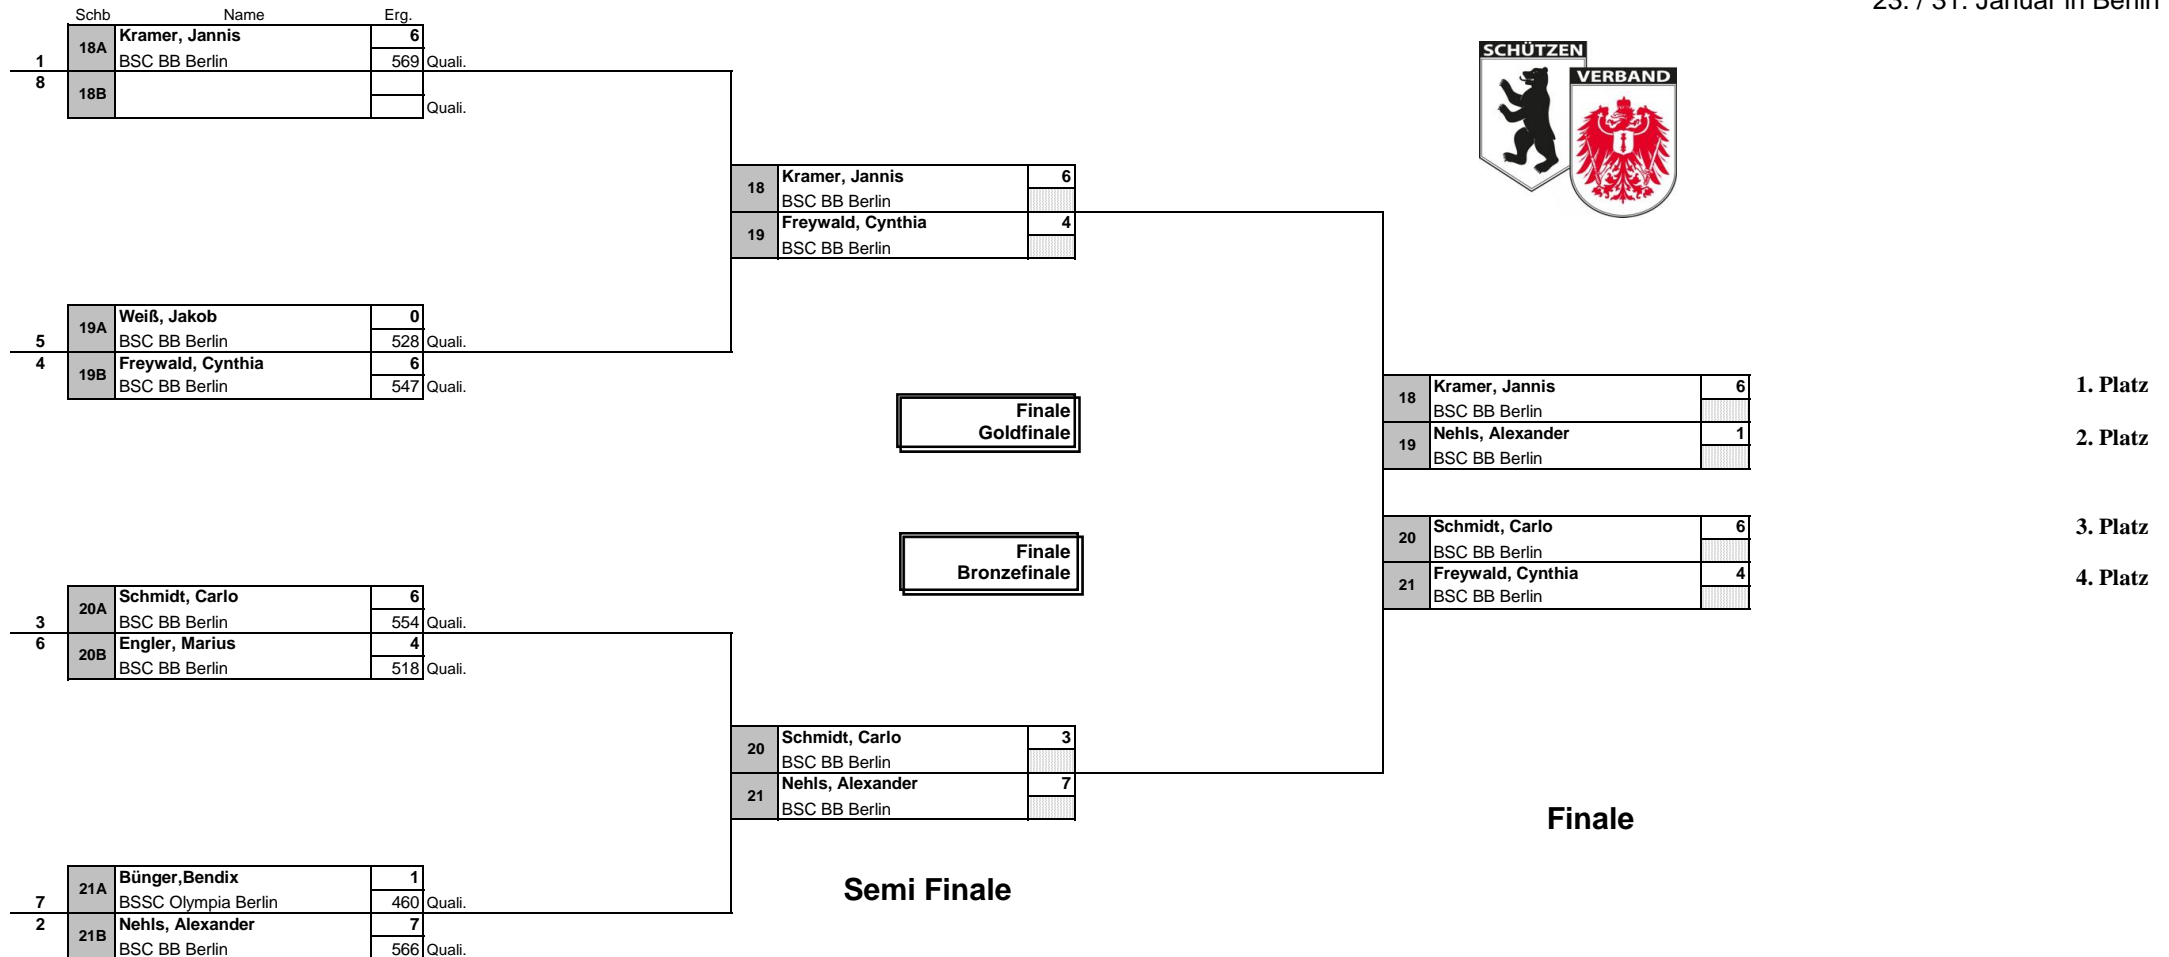 23. / 31. Januar in Berlin
Schb Name Erg.
18A Kramer, Jannis 6
1 BSC BB Berlin 569 Quali.
8 18B
Quali.
SCHÜTZEN
VERBAND
18 Kramer, Jannis 6
BSC BB Berlin
19 Freywald, Cynthia 4
BSC BB Berlin
19A Weiß, Jakob 0
5 BSC BB Berlin 528 Quali.
4 19B Freywald, Cynthia 6
BSC BB Berlin 547 Quali.
Finale
Goldfinale
18 Kramer, Jannis 6 1. Platz
BSC BB Berlin
19 Nehls, Alexander 1 2. Platz
BSC BB Berlin
Finale
Bronzefinale
20 Schmidt, Carlo 6 3. Platz
BSC BB Berlin
21 Freywald, Cynthia 4 4. Platz
BSC BB Berlin
20A Schmidt, Carlo 6
3 BSC BB Berlin 554 Quali.
6 20B Engler, Marius 4
BSC BB Berlin 518 Quali.
20 Schmidt, Carlo 3
BSC BB Berlin
21 Nehls, Alexander 7
BSC BB Berlin
Finale
Semi Finale
21A Bünger,Bendix 1
7 BSSC Olympia Berlin 460 Quali.
2 21B Nehls, Alexander 7
BSC BB Berlin 566 Quali.